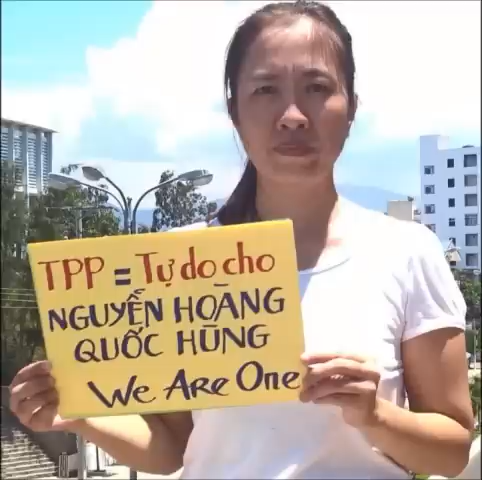 TPP = Tự do cho
NGUYỄN HOÀNG
QUỐC HÙNG
We Are One